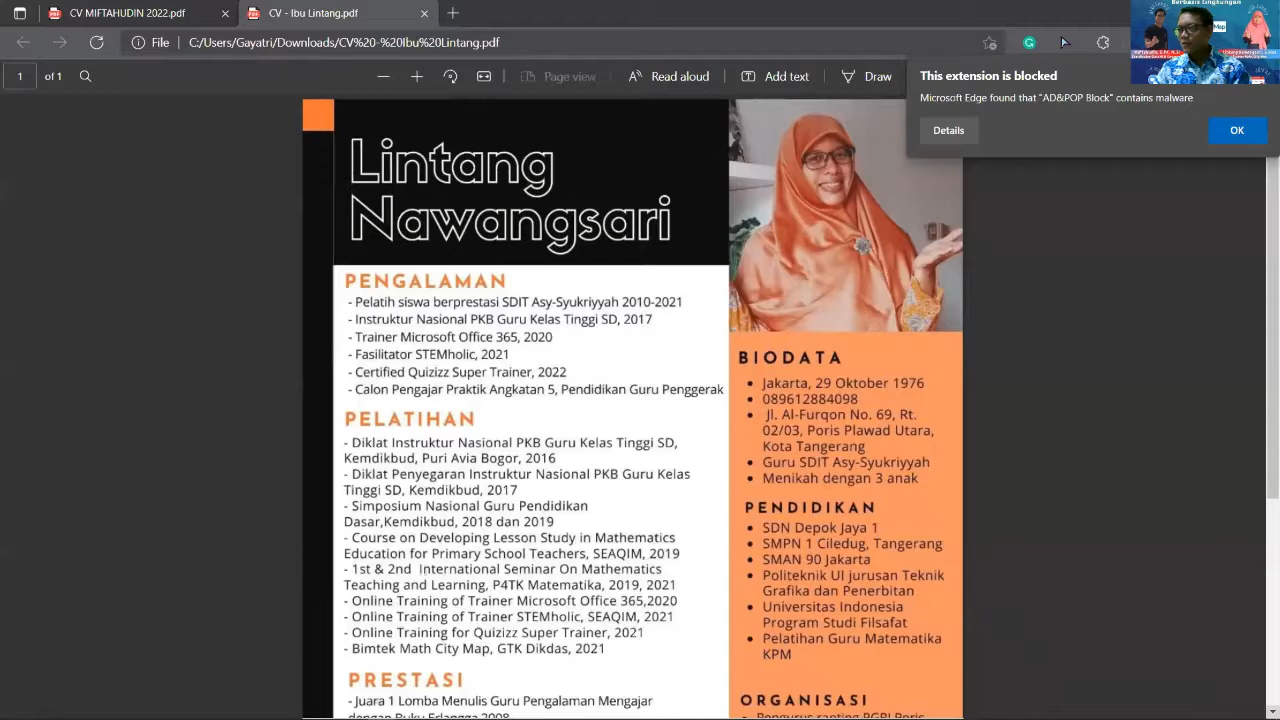 CV MIFTAHUDIN 2022.pdf
CV - Ibu Lintang.pdf
File
C:/Users/Gayatri/Downloads/CV%20-%20Ibu%20Lintang.pdf
1
of 1
Page view
Read aloud
Add text
Draw
Berbasis Lingkungan
Map
This extension is blocked
Microsoft Edge found that "AD&POP Block" contains malware
Details
OK
Lintang
Nawangsari
PENGALAMAN
- Pelatih siswa berprestasi SDIT Asy-Syukriyyah 2010-2021
- Instruktur Nasional PKB Guru Kelas Tinggi SD, 2017
- Trainer Microsoft Office 365, 2020
- Fasilitator STEMholic, 2021
- Certified Quizizz Super Trainer, 2022
- Calon Pengajar Praktik Angkatan 5, Pendidikan Guru Penggerak
PELATIHAN
- Diklat Instruktur Nasional PKB Guru Kelas Tinggi SD,
Kemdikbud, Puri Avia Bogor, 2016
- Diklat Penyegaran Instruktur Nasional PKB Guru Kelas
Tinggi SD, Kemdikbud, 2017
- Simposium Nasional Guru Pendidikan
Dasar,Kemdikbud, 2018 dan 2019
- Course on Developing Lesson Study in Mathematics
Education for Primary School Teachers, SEAQIM, 2019
- 1st & 2nd International Seminar On Mathematics
Teaching and Learning, P4TK Matematika, 2019, 2021
- Online Training of Trainer Microsoft Office 365,2020
- Online Training of Trainer STEMholic, SEAQIM, 2021
- Online Training for Quizizz Super Trainer, 2021
- Bimtek Math City Map, GTK Dikdas, 2021
PRESTASI
- Juara 1 Lomba Menulis Guru Pengalaman Mengajar
dengan Buku Erlangga 2008
BIODATA
Jakarta, 29 Oktober 1976
089612884098
Jl. Al-Furqon No. 69, Rt.
02/03, Poris Plawad Utara,
Kota Tangerang
Guru SDIT Asy-Syukriyyah
Menikah dengan 3 anak
PENDIDIKAN
SDN Depok Jaya 1
SMPN 1 Ciledug, Tangerang
SMAN 90 Jakarta
Politeknik UI jurusan Teknik
Grafika dan Penerbitan
Universitas Indonesia
Program Studi Filsafat
Pelatihan Guru Matematika
KPM
ORGANISASI
Pengurus ranting PGRI Poris